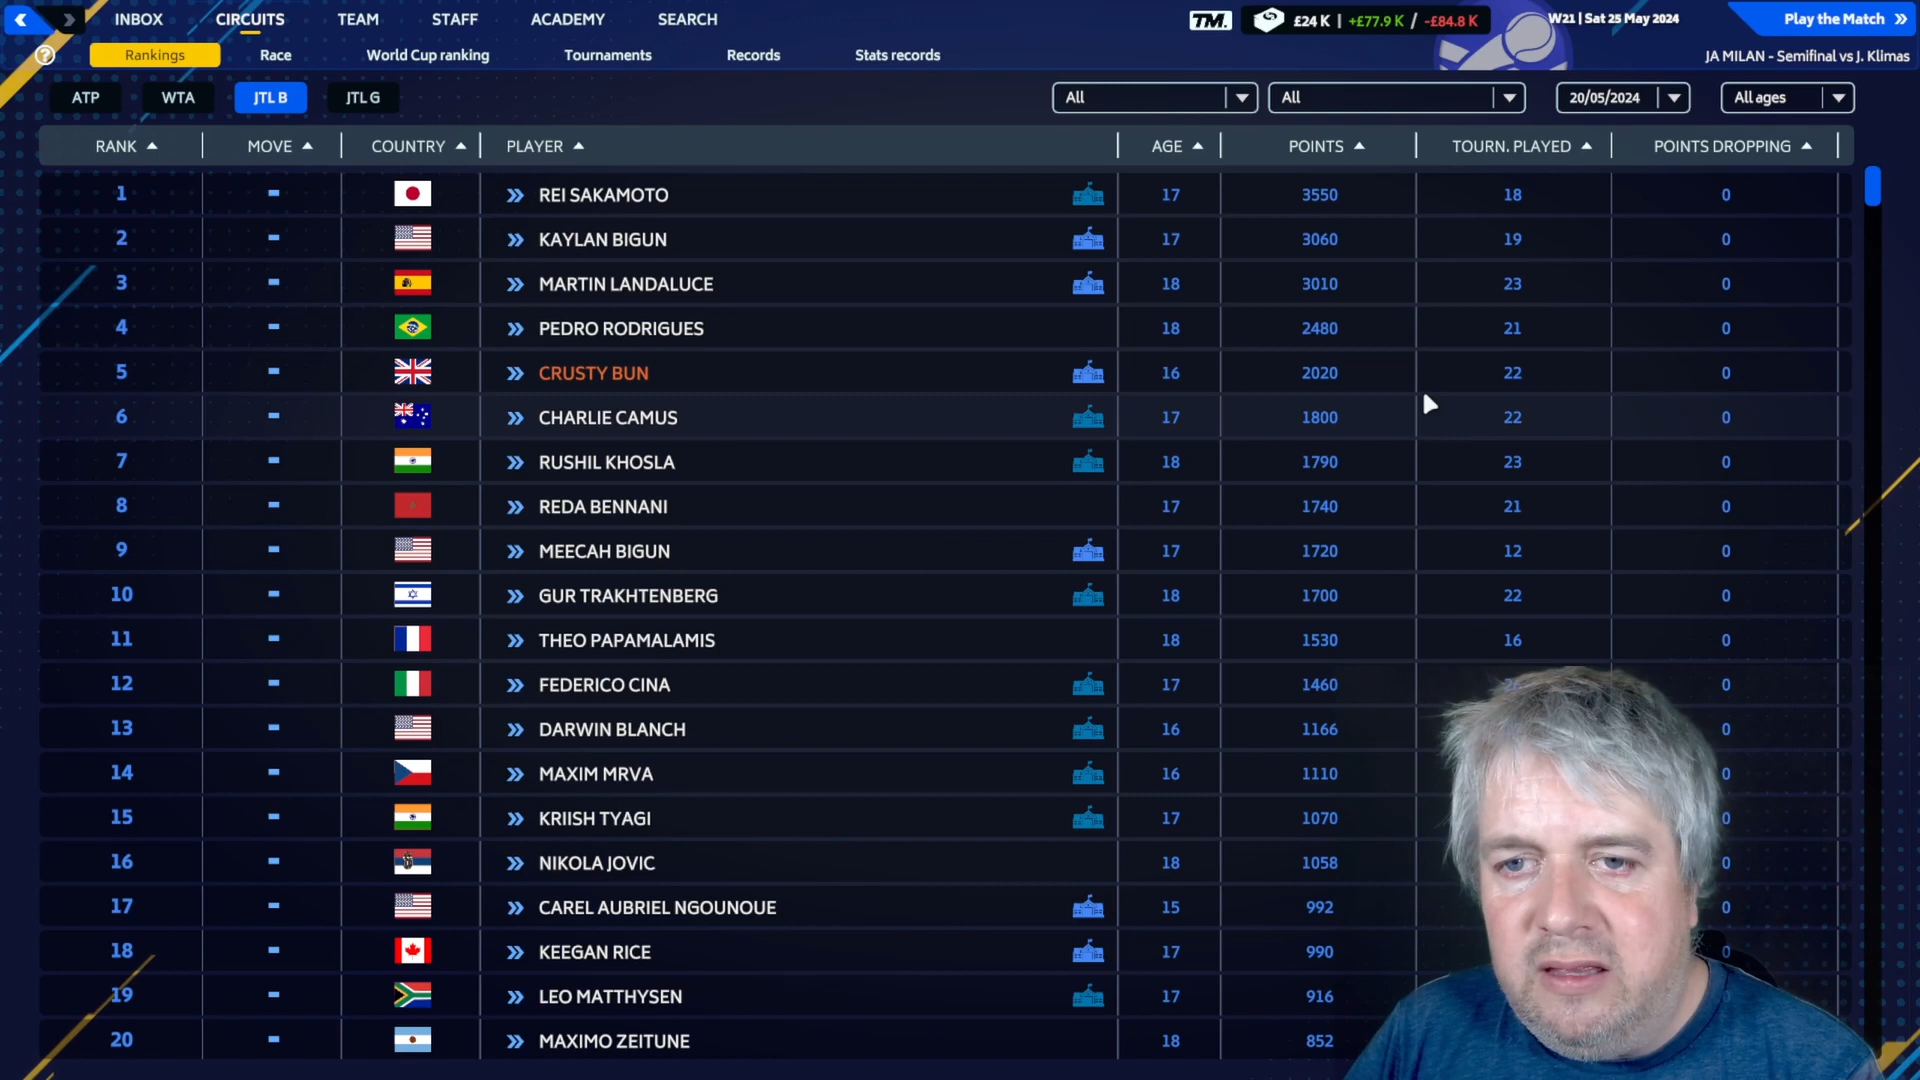 INBOX CIRCUITS TEAM STAFF ACADEMY SEARCH TM. £24 K | +£77.9 K / -£84.8 K W21 | Sat 25 May 2024 Play the Match
? Rankings Race World Cup ranking Tournaments Records Stats records JA MILAN - Semifinal vs J. Klimas
ATP WTA JTL B JTL G All All 20/05/2024 All ages
RANK MOVE COUNTRY PLAYER AGE POINTS TOURN. PLAYED POINTS DROPPING
1 - REI SAKAMOTO 17 3550 18 0
2 - KAYLAN BIGUN 17 3060 19 0
3 - MARTIN LANDALUCE 18 3010 23 0
4 - PEDRO RODRIGUES 18 2480 21 0
5 - CRUSTY BUN 16 2020 22 0
6 - CHARLIE CAMUS 17 1800 22 0
7 - RUSHIL KHOSLA 18 1790 23 0
8 - REDA BENNANI 17 1740 21 0
9 - MEECAH BIGUN 17 1720 12 0
10 - GUR TRAKHTENBERG 18 1700 22 0
11 - THEO PAPAMALAMIS 18 1530 16 0
12 - FEDERICO CINA 17 1460 0
13 - DARWIN BLANCH 16 1166 0
14 - MAXIM MRVA 16 1110 0
15 - KRIISH TYAGI 17 1070 0
16 - NIKOLA JOVIC 18 1058 0
17 - CAREL AUBRIEL NGOUNOUE 15 992 0
18 - KEEGAN RICE 17 990 0
19 - LEO MATTHYSEN 17 916 0
20 - MAXIMO ZEITUNE 18 852